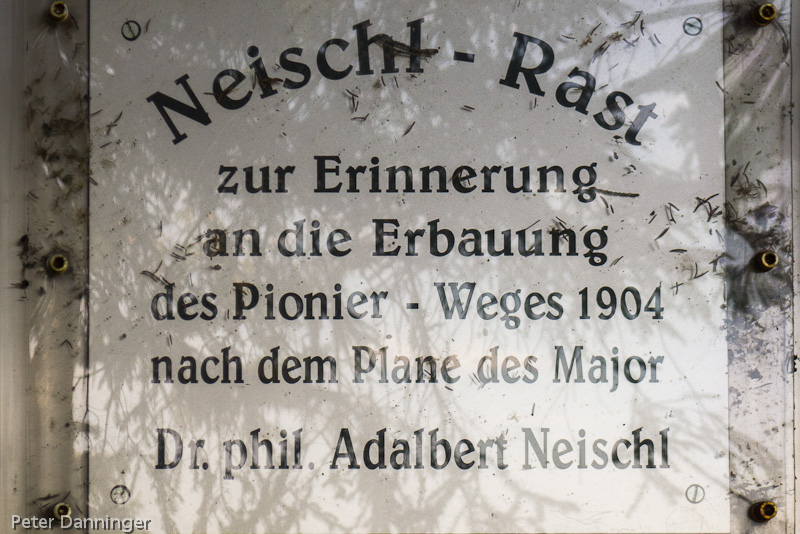 Neischl - Rast
zur Erinnerung
an die Erbauung
des Pionier - Weges 1904
nach dem Plane des Major
Dr. phil. Adalbert Neischl
Peter Danninger